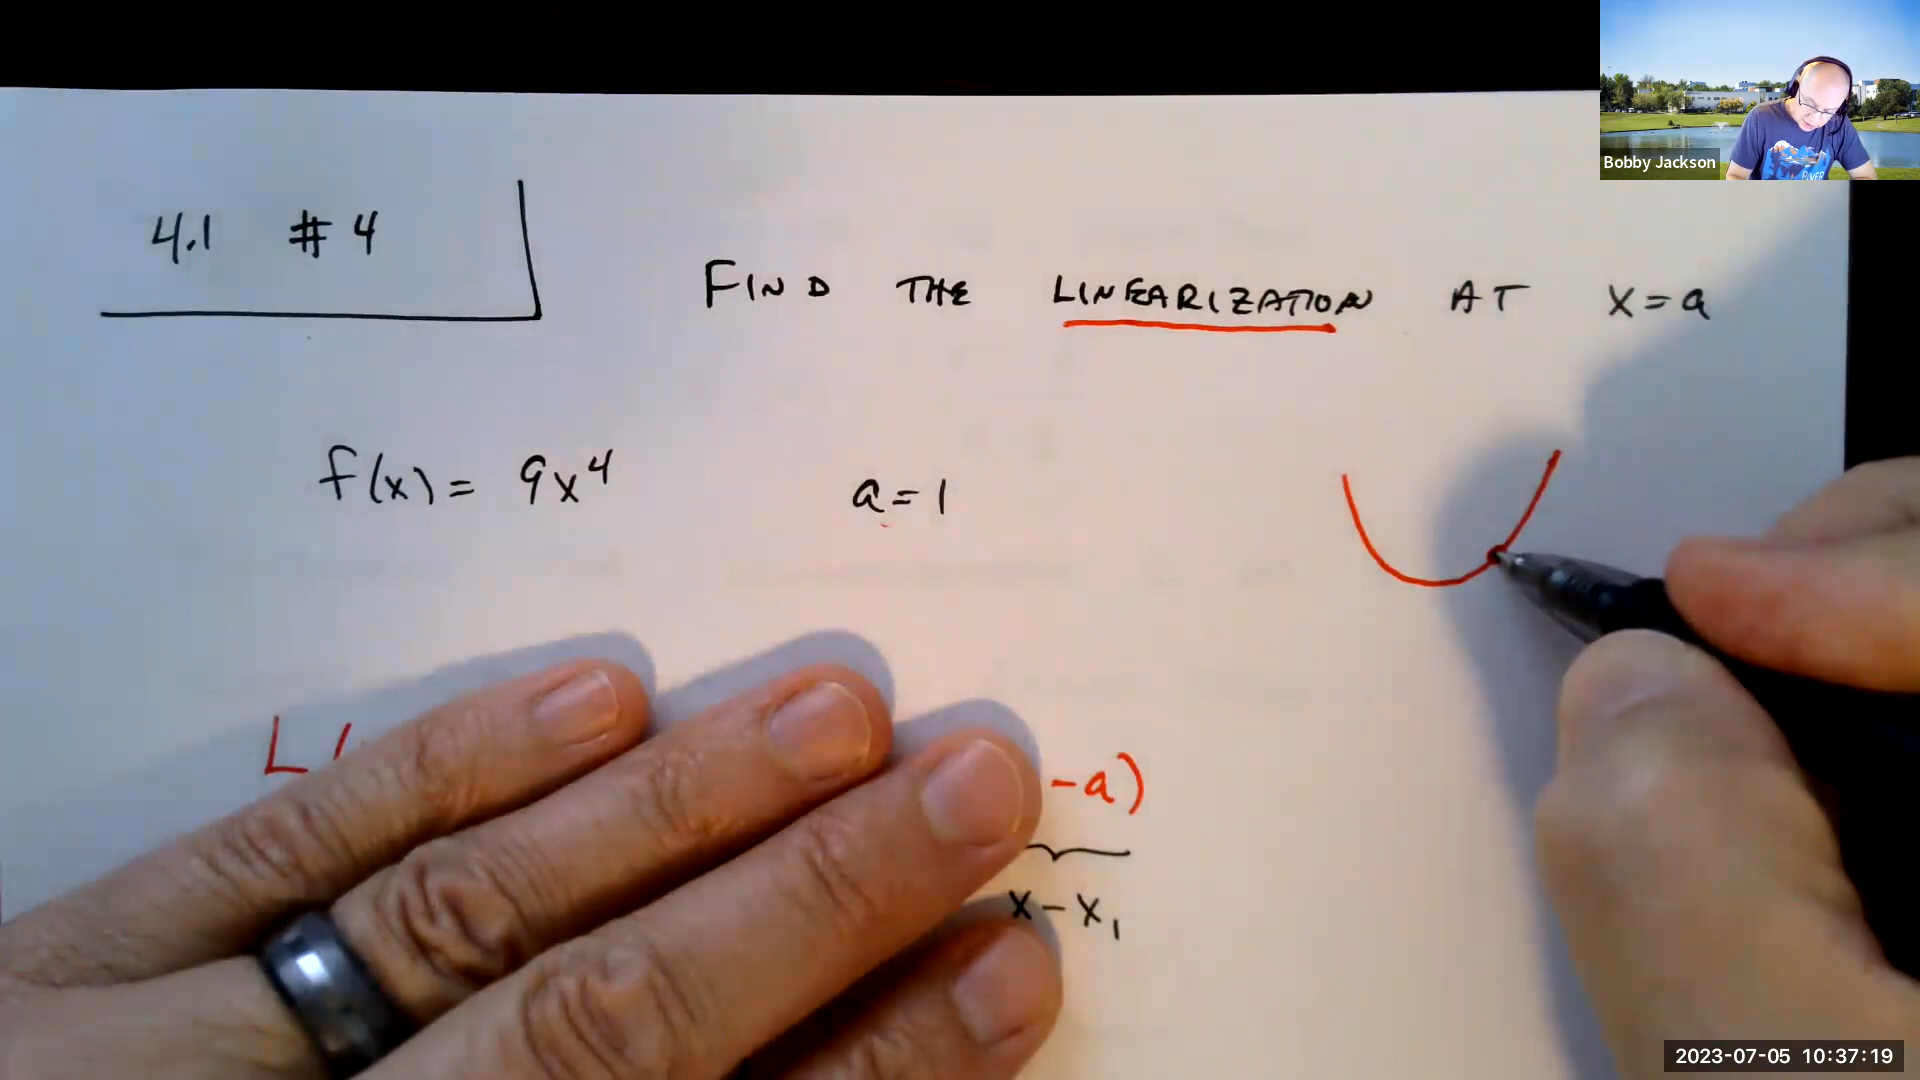 Bobby Jackson
4.1 # 4
FIND THE LINEARIZATION AT x=a
f(x) = 9x⁴ a=1
L( -a)
x-x₁
2023-07-05 10:37:19